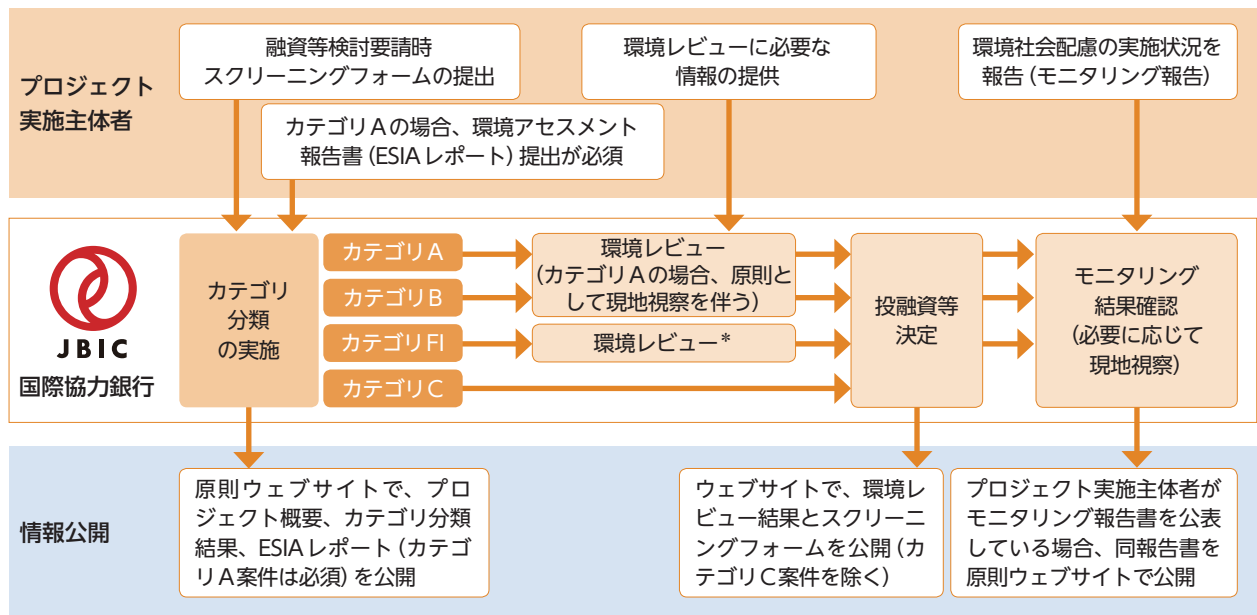 プロジェクト
実施主体者
融資等検討要請時
スクリーニングフォームの提出
カテゴリAの場合、環境アセスメント
報告書(ESIAレポート)提出が必須
環境レビューに必要な
情報の提供
環境社会配慮の実施状況を
報告(モニタリング報告)
JBIC
国際協力銀行
カテゴリ
分類
の実施
カテゴリA
カテゴリB
カテゴリFI
カテゴリC
環境レビュー
(カテゴリAの場合、原則と
して現地視察を伴う)
環境レビュー*
投融資等
決定
モニタリング
結果確認
(必要に応じて
現地視察)
情報公開
原則ウェブサイトで、プロ
ジェクト概要、カテゴリ分類
結果、ESIAレポート(カテゴ
リA案件は必須)を公開
ウェブサイトで、環境レ
ビュー結果とスクリーニ
ングフォームを公開(カ
テゴリC案件を除く)
プロジェクト実施主体者が
モニタリング報告書を公表
している場合、同報告書を
原則ウェブサイトで公開